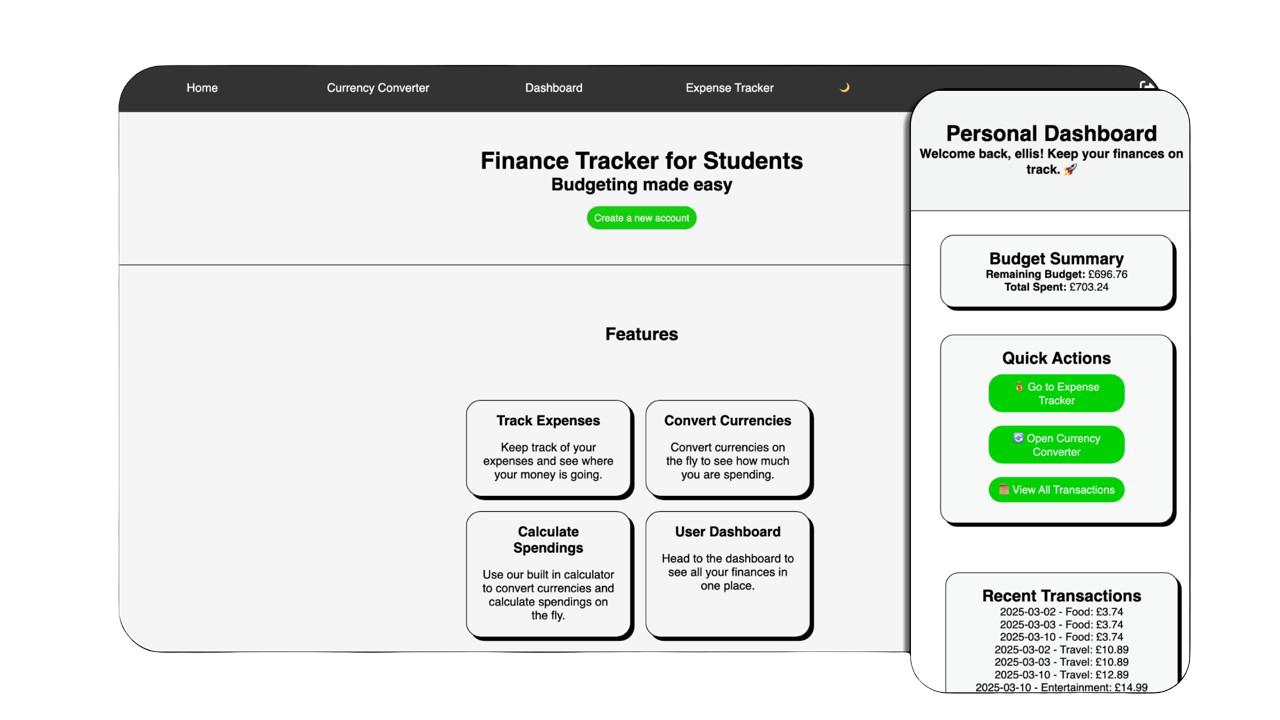 Home Currency Converter Dashboard Expense Tracker
Finance Tracker for Students
Budgeting made easy
Create a new account
Features
Track Expenses
Keep track of your
expenses and see where
your money is going.
Convert Currencies
Convert currencies on
the fly to see how much
you are spending.
Calculate
Spendings
Use our built in calculator
to convert currencies and
calculate spendings on
the fly.
User Dashboard
Head to the dashboard to
see all your finances in
one place.
Personal Dashboard
Welcome back, ellis! Keep your finances on
track. 🚀
Budget Summary
Remaining Budget: £696.76
Total Spent: £703.24
Quick Actions
💰 Go to Expense
Tracker
🔄 Open Currency
Converter
View All Transactions
Recent Transactions
2025-03-02 - Food: £3.74
2025-03-03 - Food: £3.74
2025-03-10 - Food: £3.74
2025-03-02 - Travel: £10.89
2025-03-03 - Travel: £10.89
2025-03-10 - Travel: £12.89
2025-03-10 - Entertainment: £14.99